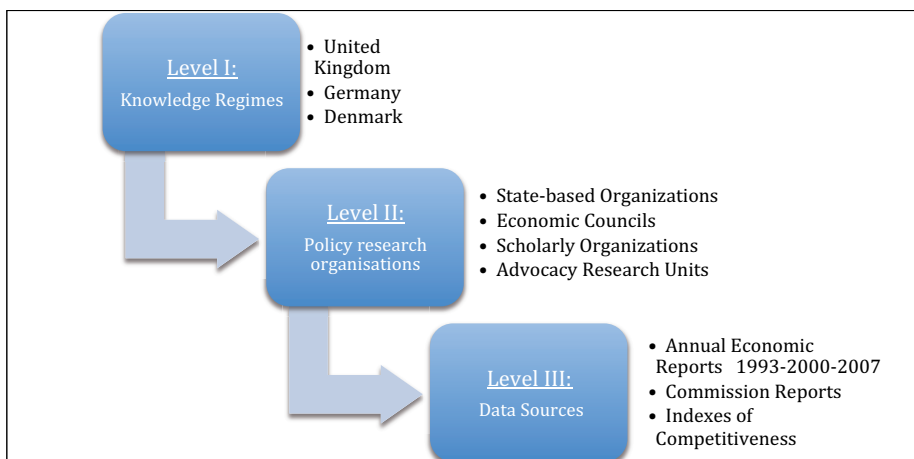 Level I:
Knowledge Regimes
• United
Kingdom
• Germany
• Denmark
Level II:
Policy research
organisations
• State-based Organizations
• Economic Councils
• Scholarly Organizations
• Advocacy Research Units
Level III:
Data Sources
• Annual Economic
Reports 1993-2000-2007
• Commission Reports
• Indexes of
Competitiveness